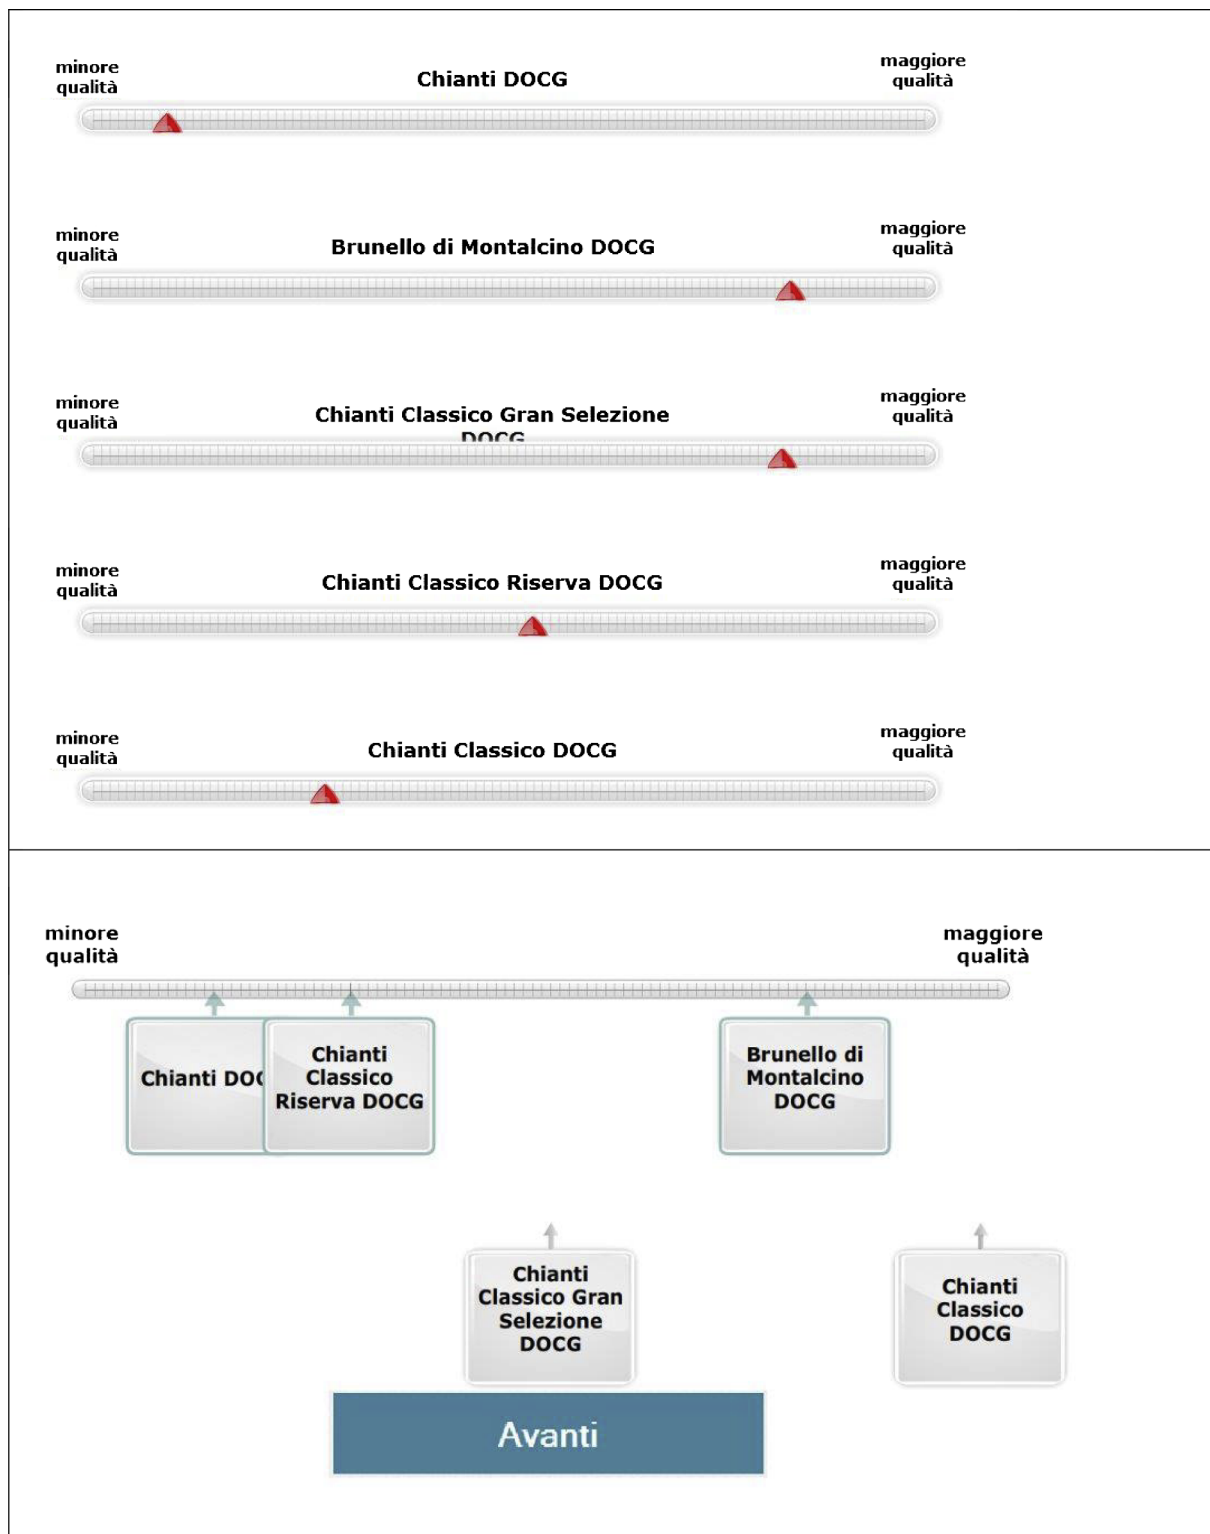 minore
qualità
Chianti DOCG
maggiore
qualità
minore
qualità
Brunello di Montalcino DOCG
maggiore
qualità
minore
qualità
Chianti Classico Gran Selezione
DOCG
maggiore
qualità
minore
qualità
Chianti Classico Riserva DOCG
maggiore
qualità
minore
qualità
Chianti Classico DOCG
maggiore
qualità
minore
qualità
maggiore
qualità
Chianti
Chianti
Classico
Riserva DOCG
Brunello di
Montalcino
DOCG
Chianti
Classico Gran
Selezione
DOCG
Chianti
Classico
DOCG
Avanti